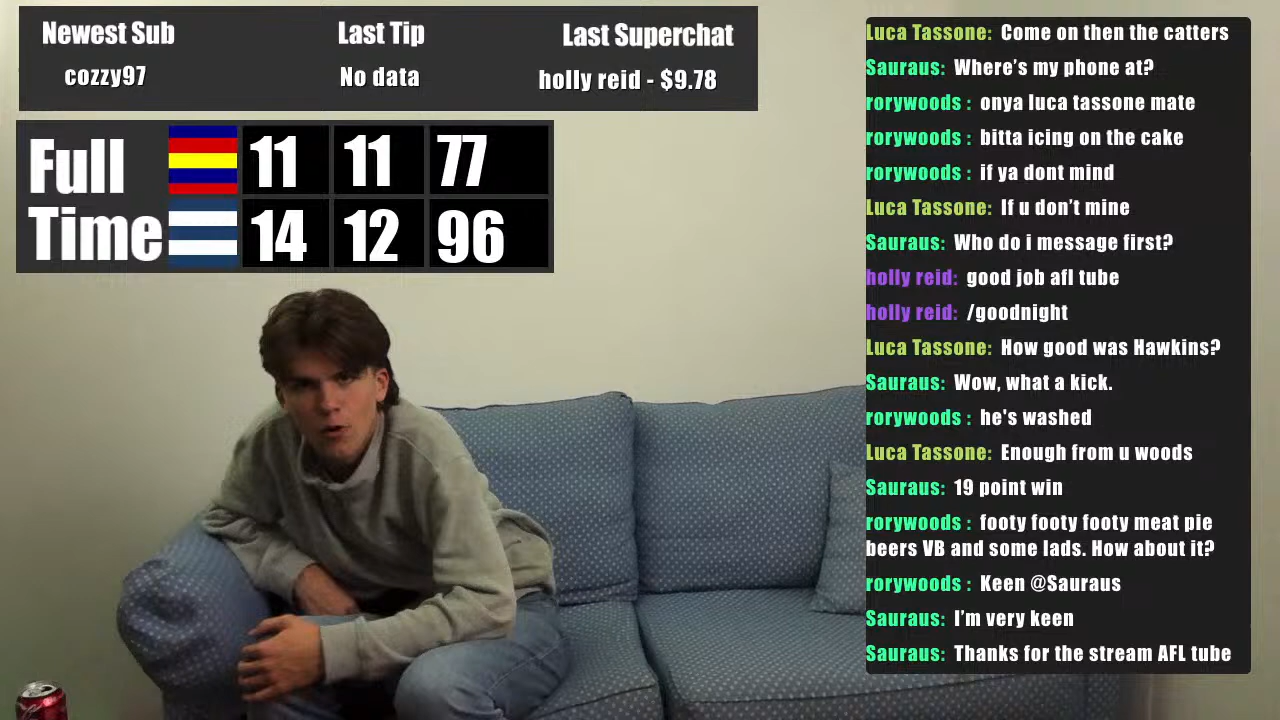 Newest Sub
Last Tip
Last Superchat
cozzy97
No data
holly reid - $9.78
Full
Time
11 11 77
14 12 96
Luca Tassone: Come on then the catters
Sauraus: Where's my phone at?
rorywoods : onya luca tassone mate
rorywoods : bitta icing on the cake
rorywoods : if ya dont mind
Luca Tassone: If u don't mine
Sauraus: Who do i message first?
holly reid: good job afl tube
holly reid: /goodnight
Luca Tassone: How good was Hawkins?
Sauraus: Wow, what a kick.
rorywoods : he's washed
Luca Tassone: Enough from u woods
Sauraus: 19 point win
rorywoods : footy footy footy meat pie
beers VB and some lads. How about it?
rorywoods : Keen @Sauraus
Sauraus: I'm very keen
Sauraus: Thanks for the stream AFL tube